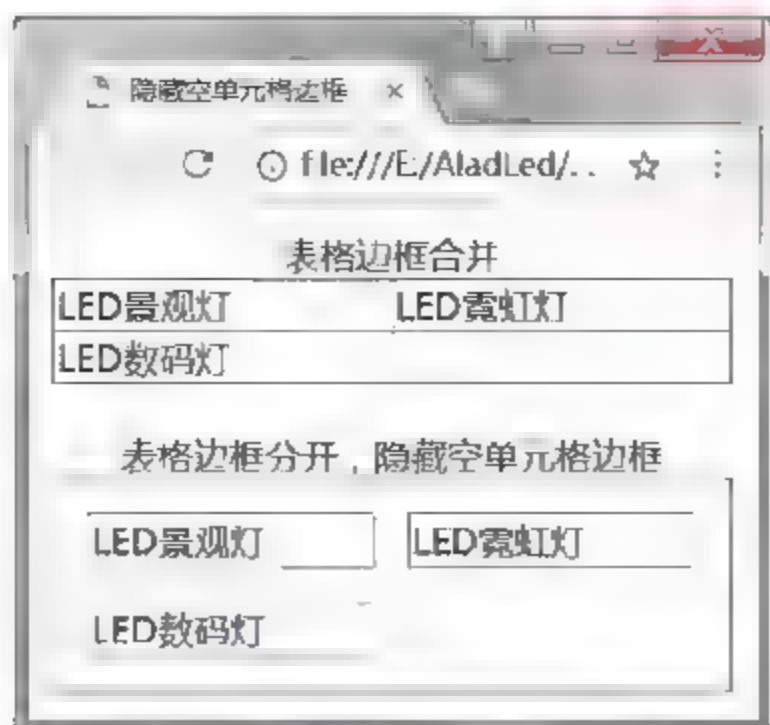 隐藏空单元格边框 ×
file:///E:/AladLed/..
表格边框合并
LED景观灯 LED霓虹灯
LED数码灯
表格边框分开，隐藏空单元格边框
LED景观灯 LED霓虹灯
LED数码灯